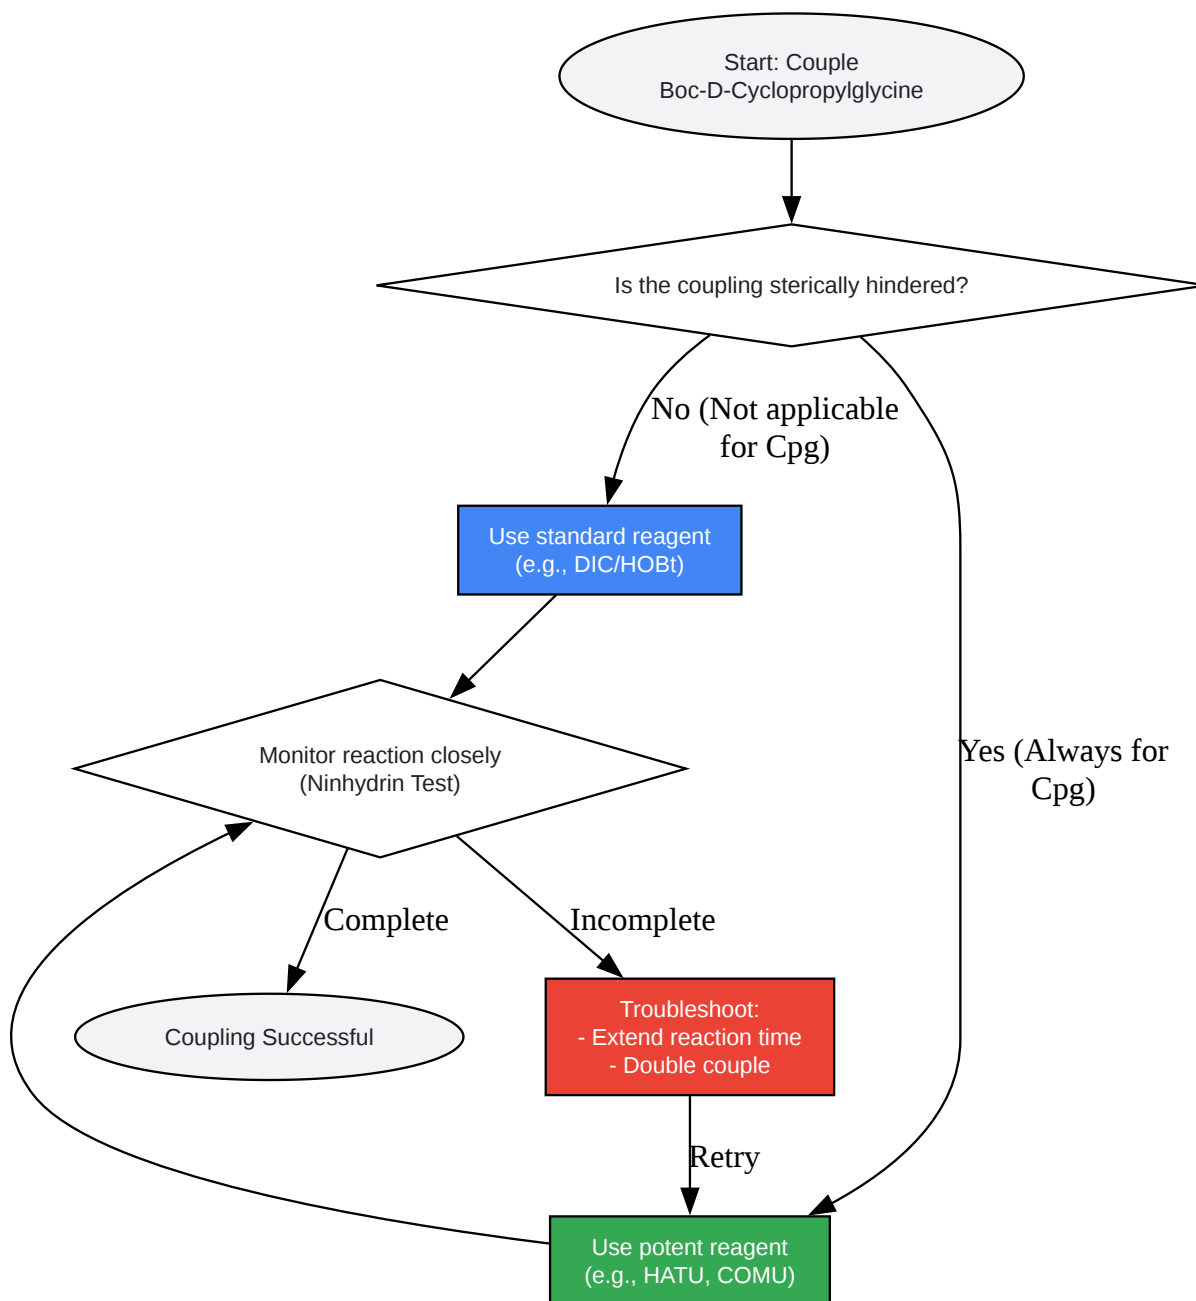 Start: Couple
Boc-D-Cyclopropylglycine
Is the coupling sterically hindered?
No (Not applicable
for Cpg)
Use standard reagent
(e.g., DIC/HOBt)
Yes (Always for
Cpg)
Monitor reaction closely
(Ninhydrin Test)
Complete
Incomplete
Coupling Successful
Troubleshoot:
- Extend reaction time
- Double couple
Retry
Use potent reagent
(e.g., HATU, COMU)